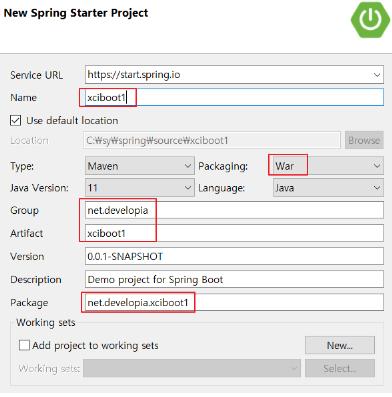 New Spring Starter Project
Service URL https://start.spring.io
Name xciboot1
Use default location
Location C:₩sy₩spring₩source₩xciboot1 Browse
Type: Maven Packaging: War
Java Version: 11 Language: Java
Group net.developia
Artifact xciboot1
Version 0.0.1-SNAPSHOT
Description Demo project for Spring Boot
Package net.developia.xciboot1
Working sets
Add project to working sets New...
Working sets: Select...